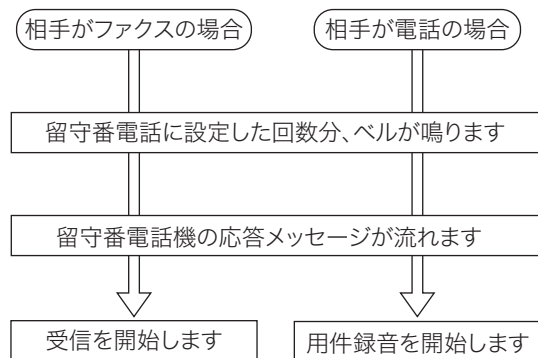 相手がファクスの場合
相手が電話の場合
留守番電話に設定した回数分、ベルが鳴ります
留守番電話機の応答メッセージが流れます
受信を開始します
用件録音を開始します